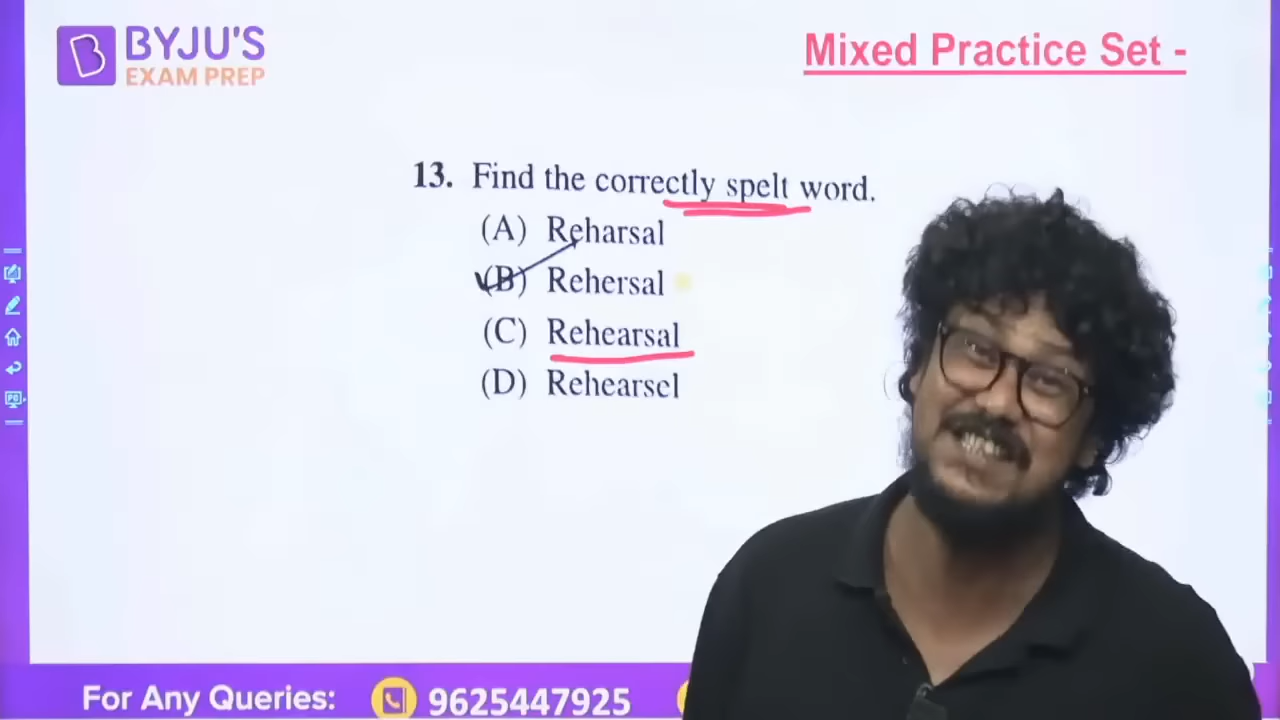 BYJU'S
EXAM PREP
Mixed Practice Set -
13. Find the correctly spelt word.
(A) Reharsal
(B) Rehersal
(C) Rehearsal
(D) Rehearsel
For Any Queries: 9625447925